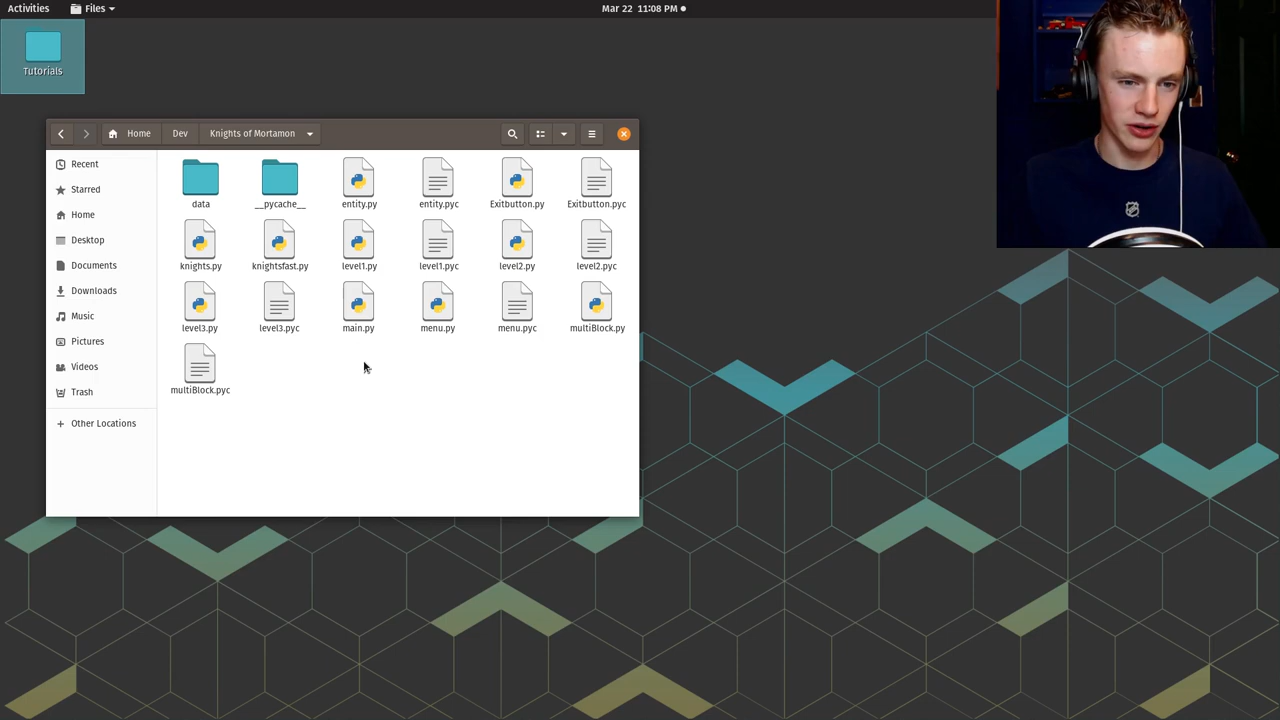 Activities
Files
Mar 22 11:08 PM
Tutorials
Home
Dev
Knights of Mortamon
Recent
Starred
Home
Desktop
Documents
Downloads
Music
Pictures
Videos
Trash
Other Locations
data
__pycache__
entity.py
entity.pyc
Exitbutton.py
Exitbutton.pyc
knights.py
knightsfast.py
level1.py
level1.pyc
level2.py
level2.pyc
level3.py
level3.pyc
main.py
menu.py
menu.pyc
multiBlock.py
multiBlock.pyc